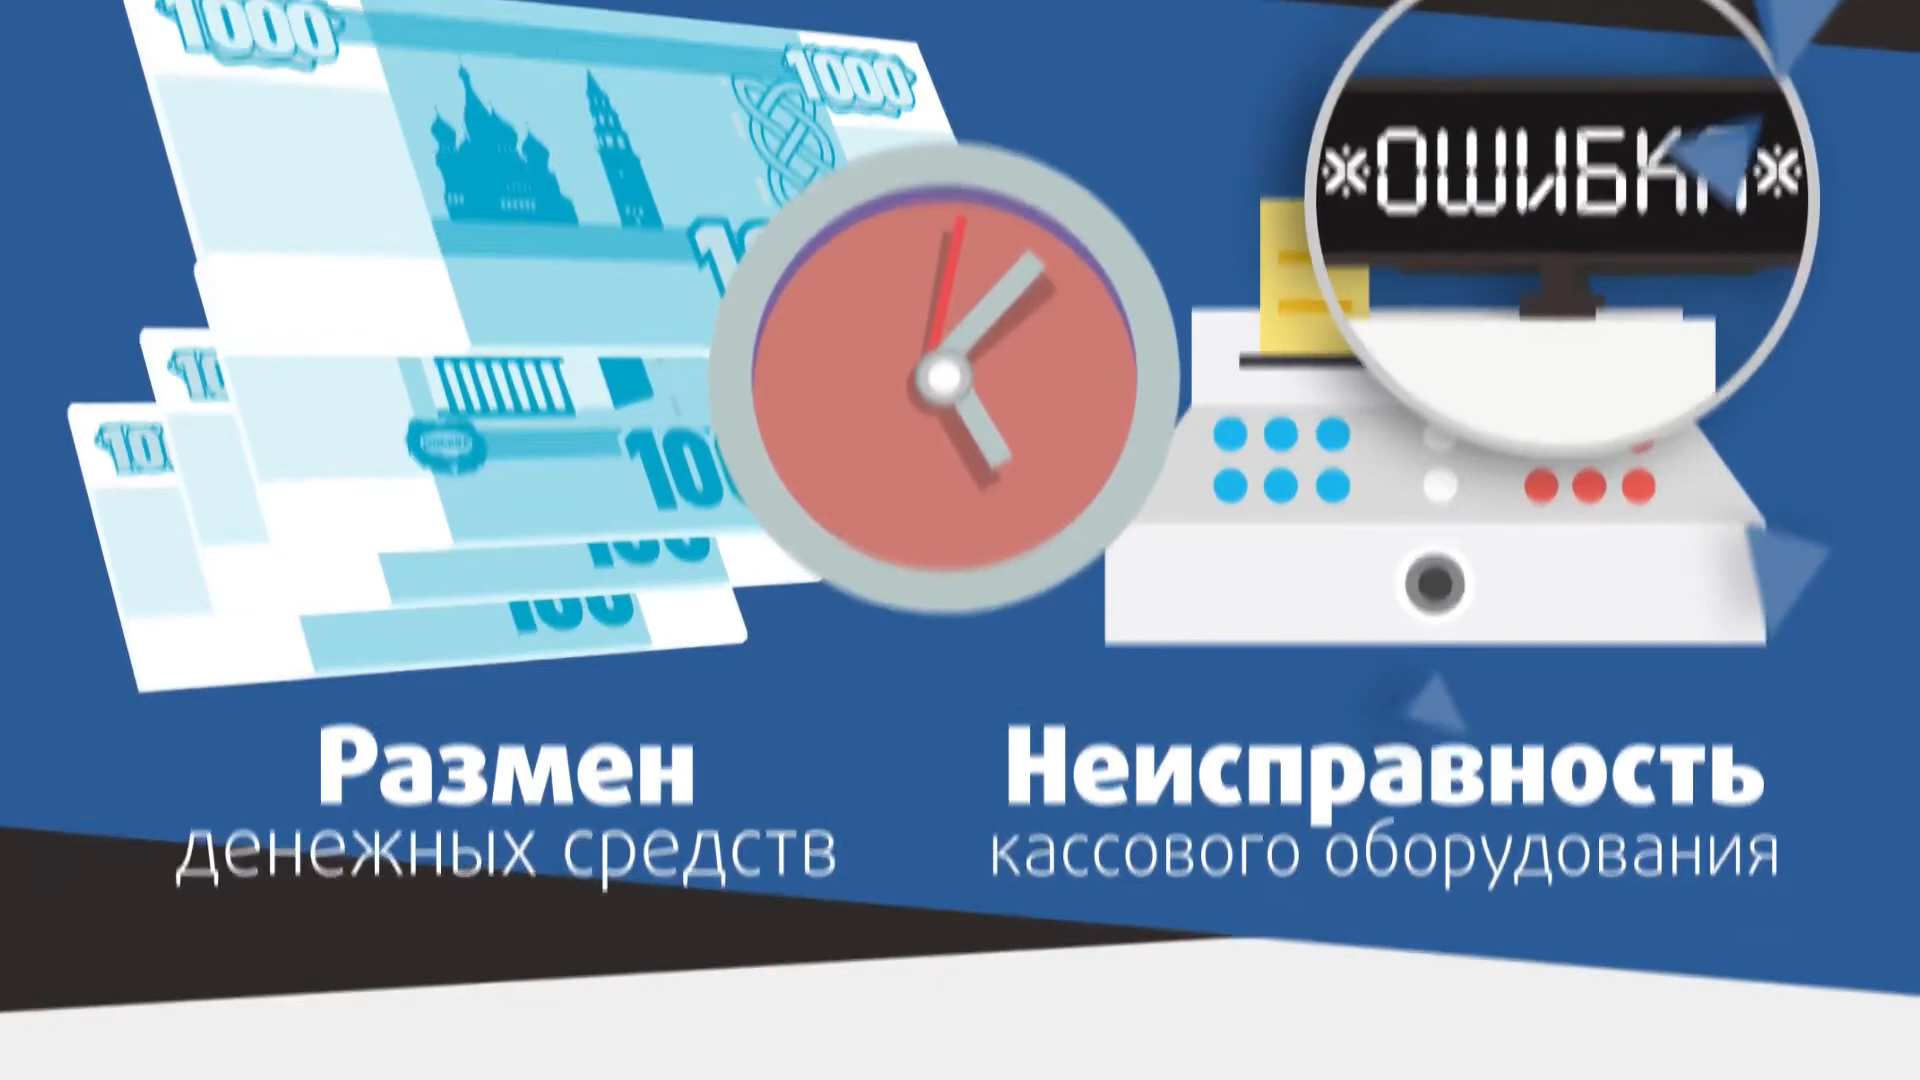 1000
1000
*ОШИБКА*
Размен
денежных средств
Неисправность
кассового оборудования